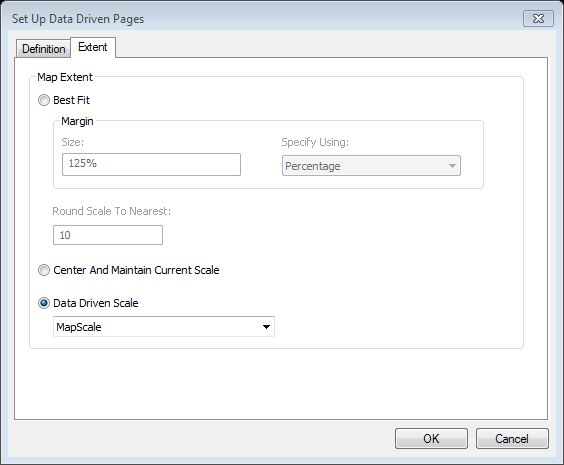 Set Up Data Driven Pages
Definition
Extent
Map Extent
Best Fit
Margin
Size:
Specify Using:
125%
Percentage
Round Scale To Nearest:
10
Center And Maintain Current Scale
Data Driven Scale
MapScale
OK
Cancel